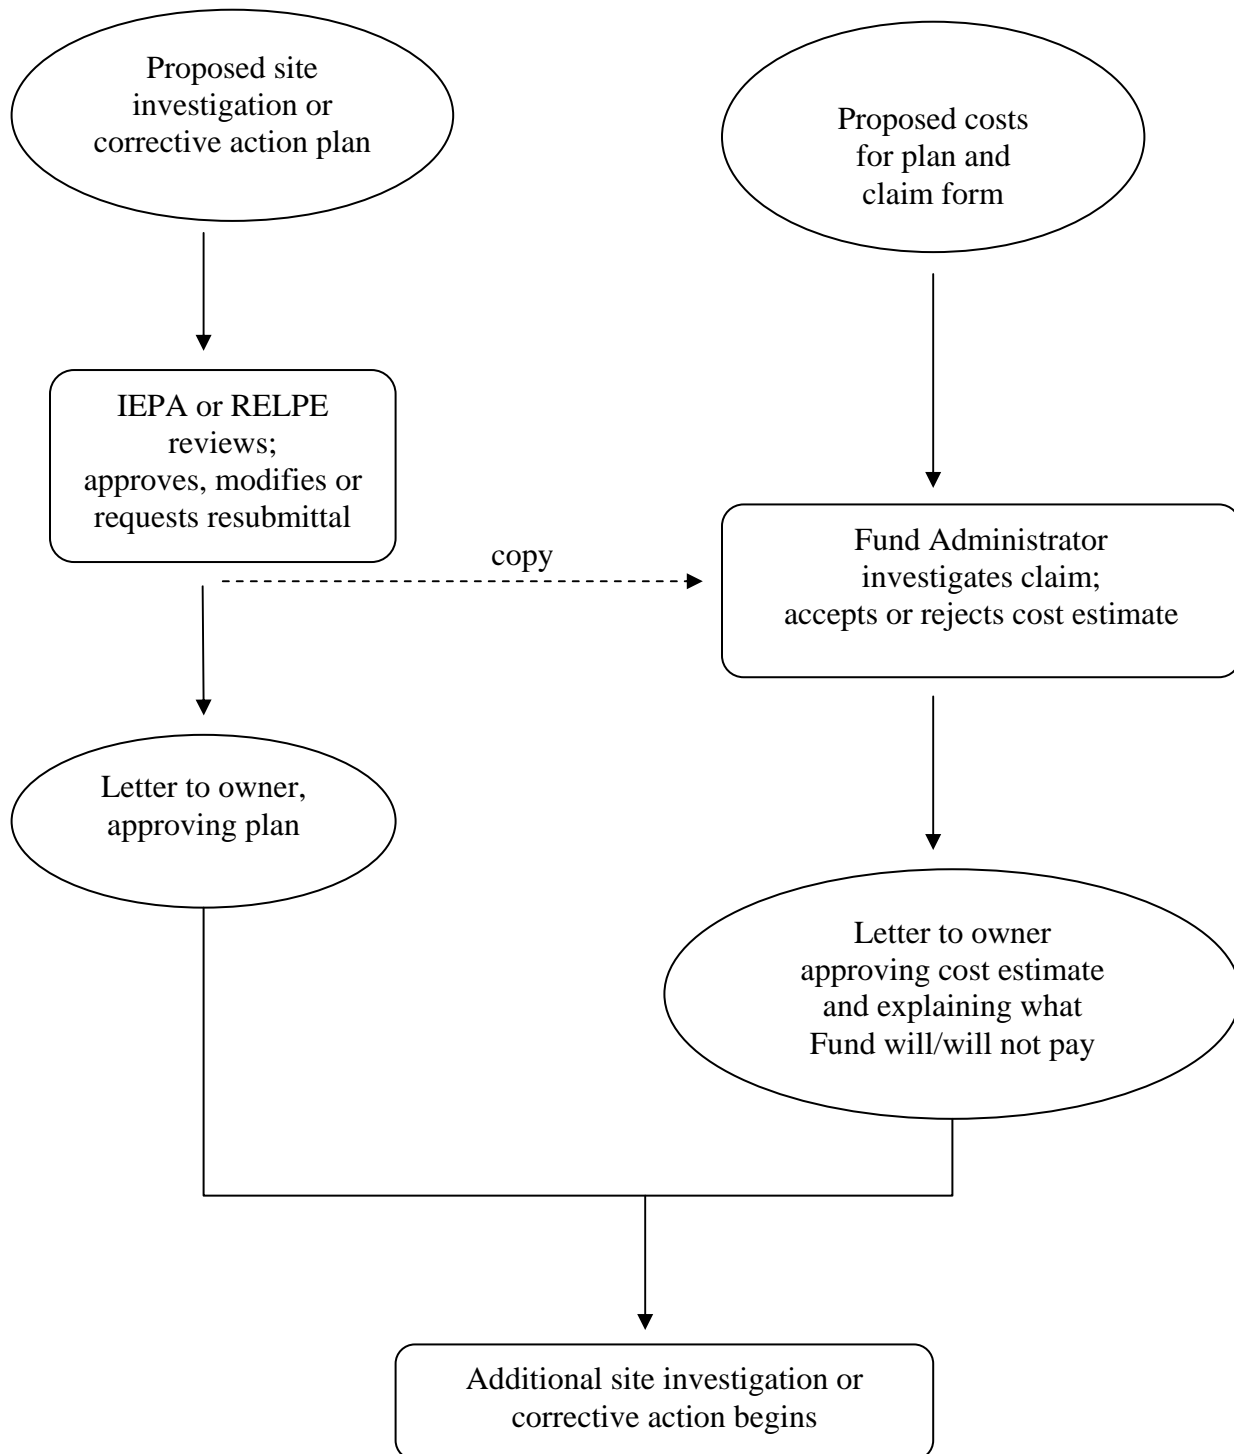 Proposed site
investigation or
corrective action plan
Proposed costs
for plan and
claim form
IEPA or RELPE
reviews;
approves, modifies or
requests resubmittal
copy
Fund Administrator
investigates claim;
accepts or rejects cost estimate
Letter to owner,
approving plan
Letter to owner
approving cost estimate
and explaining what
Fund will/will not pay
Additional site investigation or
corrective action begins